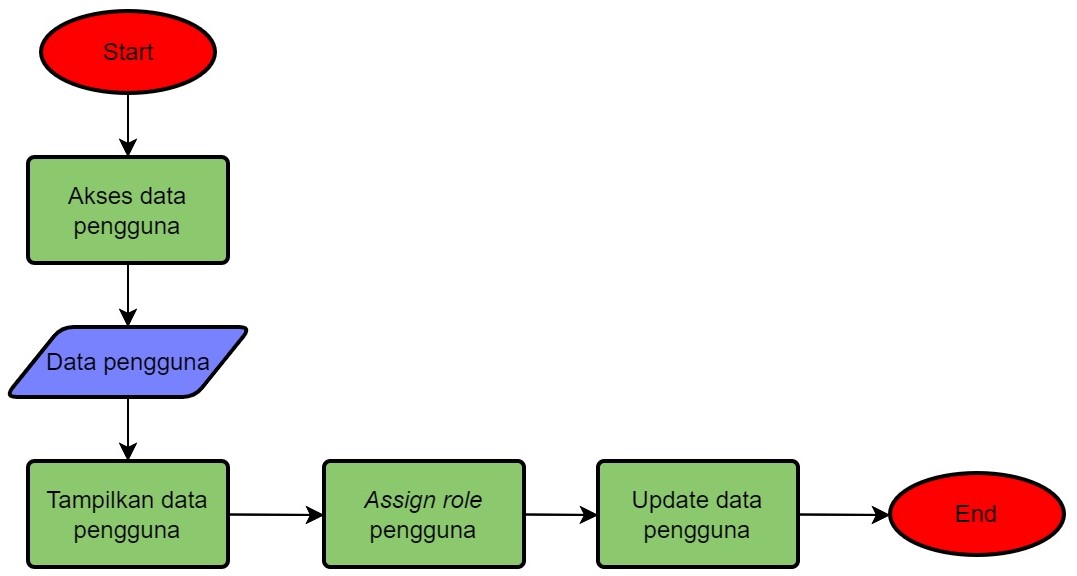 Start
Akses data
pengguna
Data pengguna
Tampilkan data
pengguna
Assign role
pengguna
Update data
pengguna
End